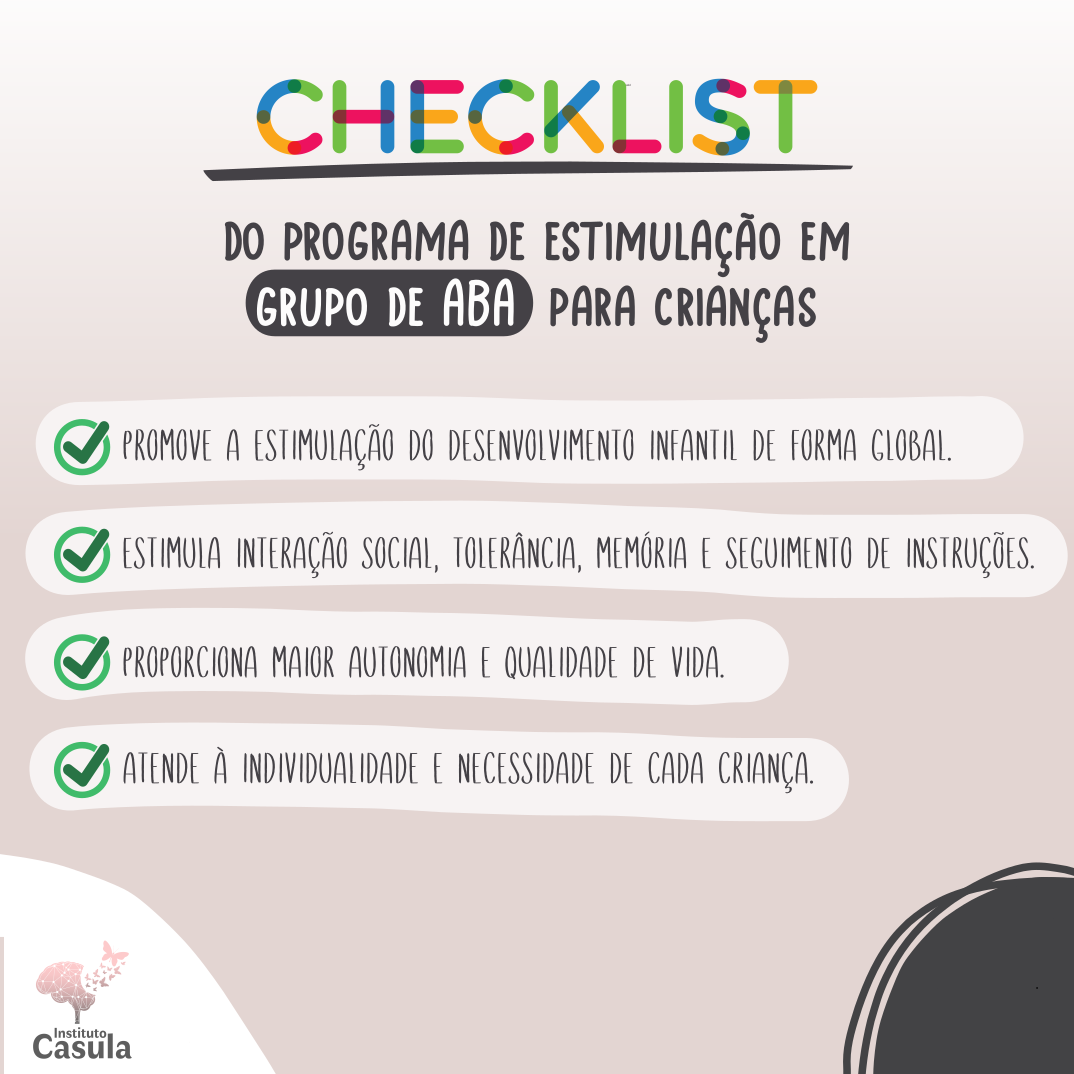 CHECKLIST
DO PROGRAMA DE ESTIMULAÇÃO EM
GRUPO DE ABA PARA CRIANÇAS
PROMOVE A ESTIMULAÇÃO DO DESENVOLVIMENTO INFANTIL DE FORMA GLOBAL.
ESTIMULA INTERAÇÃO SOCIAL, TOLERÂNCIA, MEMÓRIA E SEGUIMENTO DE INSTRUÇÕES.
PROPORCIONA MAIOR AUTONOMIA E QUALIDADE DE VIDA.
ATENDE À INDIVIDUALIDADE E NECESSIDADE DE CADA CRIANÇA.
Instituto
Casula